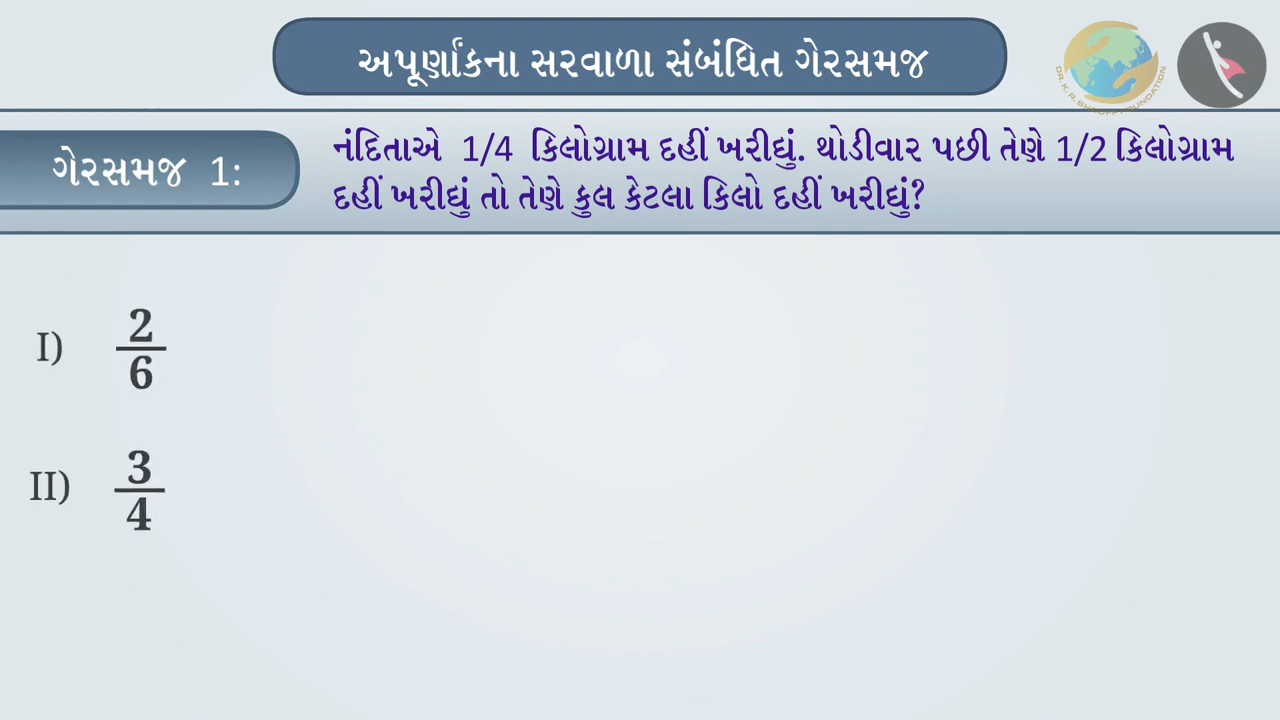 અપૂર્ણાંકના સરવાળા સંબંધિત ગેરસમજ
ગેરસમજ 1:
નંદિતાએ 1/4 કિલોગ્રામ દહીં ખરીદ્યું. થોડીવાર પછી તેણે 1/2 કિલોગ્રામ
દહીં ખરીદ્યું તો તેણે કુલ કેટલા કિલો દહીં ખરીદ્યું?
I) 2/6
II) 3/4